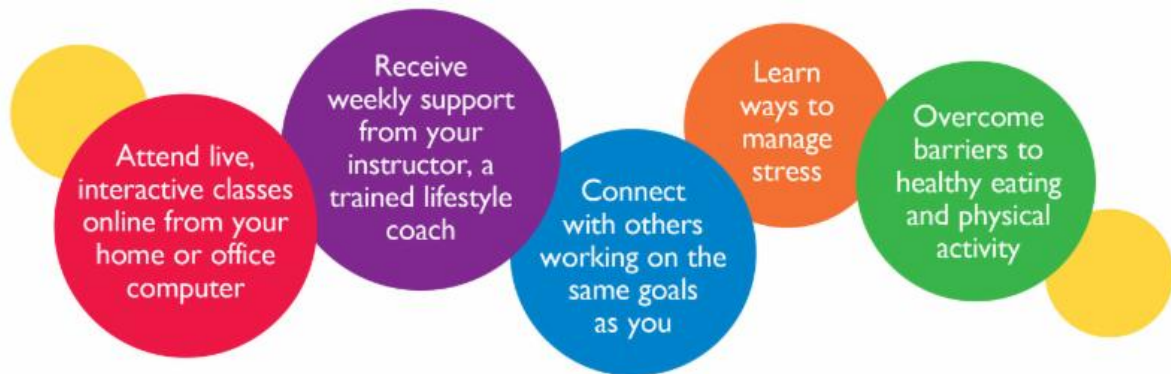 Attend live,
interactive classes
online from your
home or office
computer
Receive
weekly support
from your
instructor, a
trained lifestyle
coach
Connect
with others
working on the
same goals
as you
Learn
ways to
manage
stress
Overcome
barriers to
healthy eating
and physical
activity